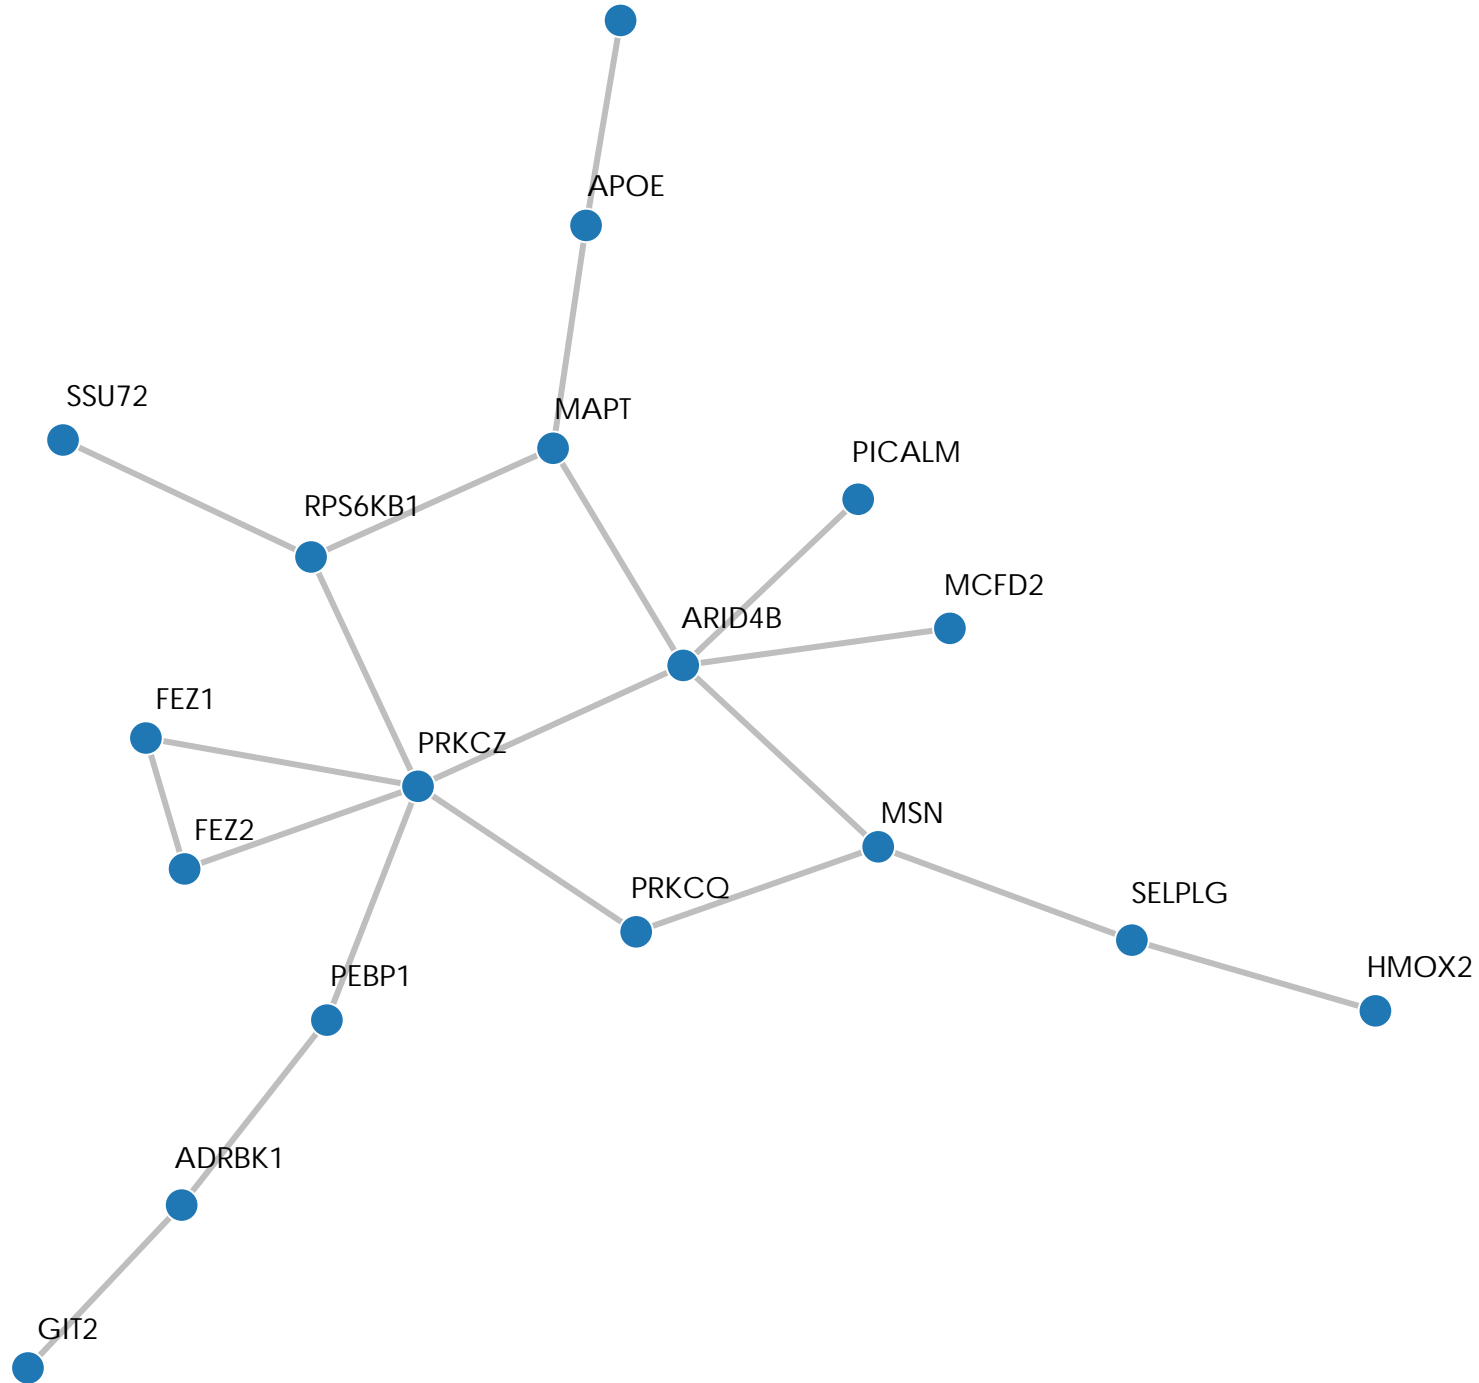 APOE
SSU72
MAPT
PICALM
RPS6KB1
MCFD2
ARID4B
FEZ1
PRKCZ
MSN
FEZ2
PRKCQ
SELPLG
HMOX2
PEBP1
ADRBK1
GIT2